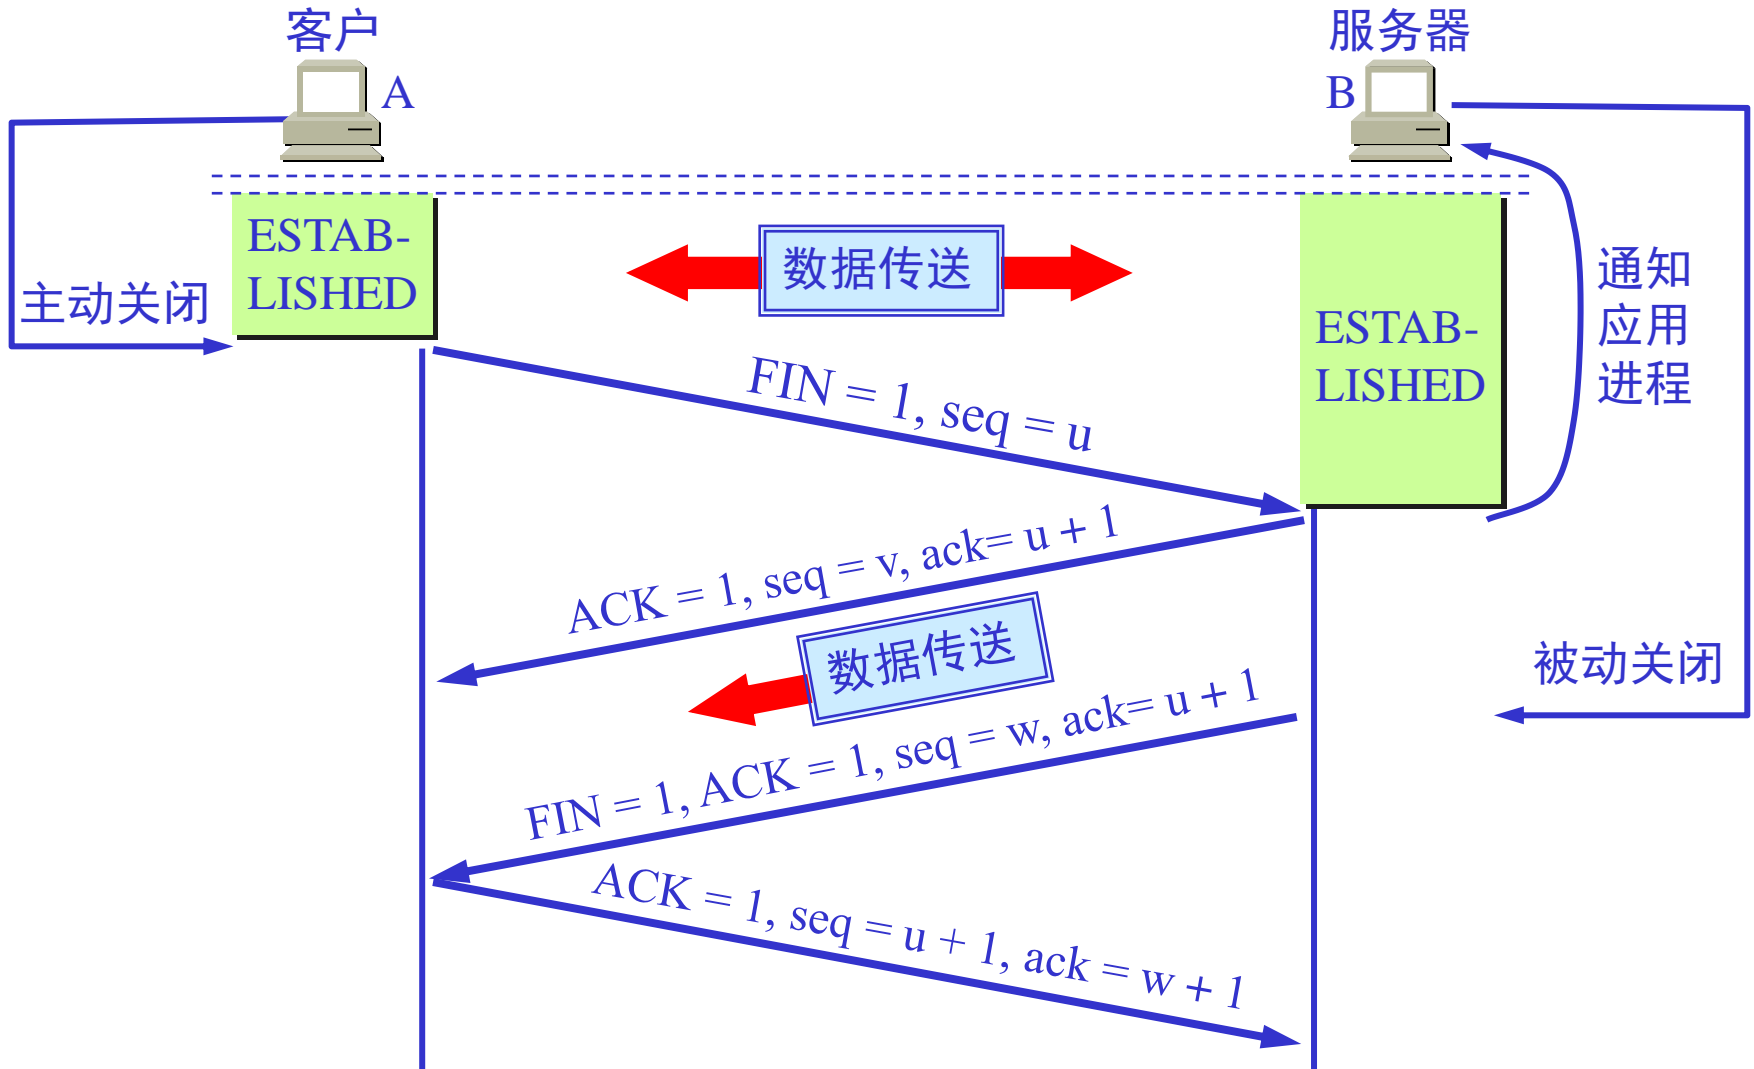 客户
服务器
A
B
ESTAB-
LISHED
数据传送
主动关闭
ESTAB-
LISHED
通知
应用
进程
FIN = 1, seq = u
ACK = 1, seq = v, ack= u + 1
数据传送
被动关闭
FIN = 1, ACK = 1, seq = w, ack= u + 1
ACK = 1, seq = u + 1, ack = w + 1